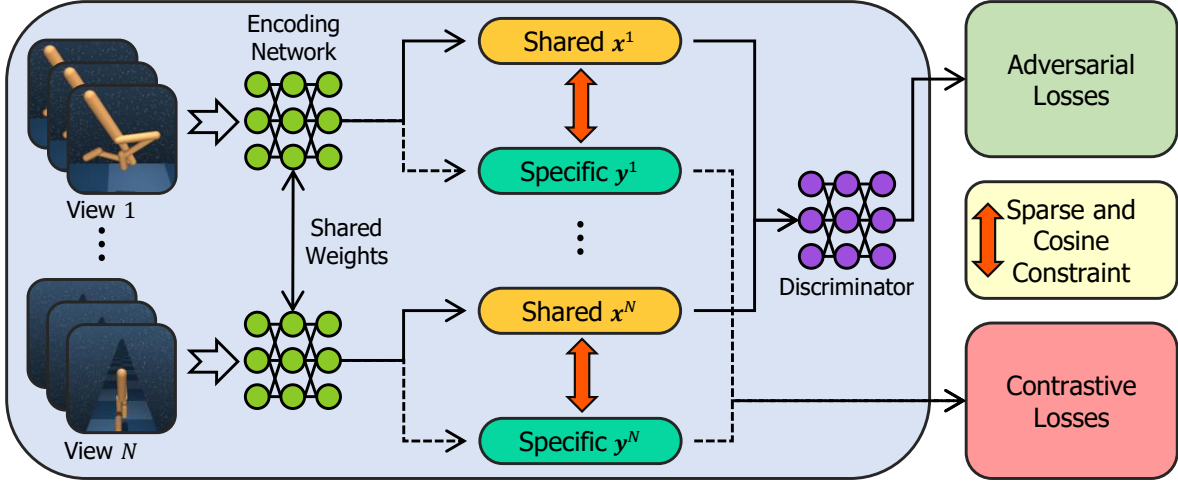 Encoding
Network
View 1
Shared
Weights
View N
Shared x¹
Specific y¹
Shared xᴺ
Specific yᴺ
Discriminator
Adversarial
Losses
Sparse and
Cosine
Constraint
Contrastive
Losses